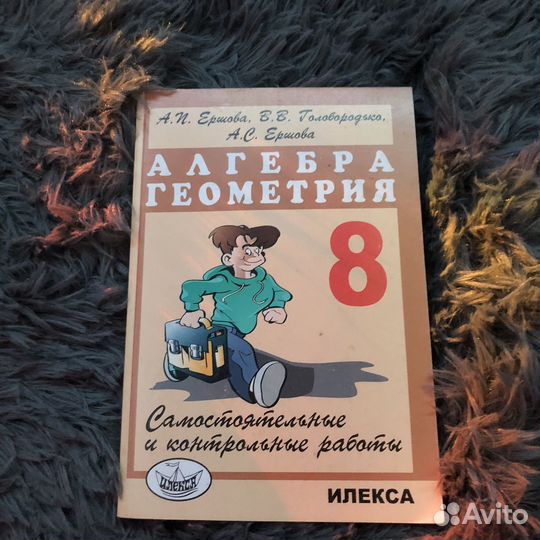 А.П. Ершова, В.В. Голобородько,
А.С. Ершова
АЛГЕБРА
ГЕОМЕТРИЯ
8
Самостоятельные
и контрольные работы
ИЛЕКСА
ИЛЕКСА
Avito